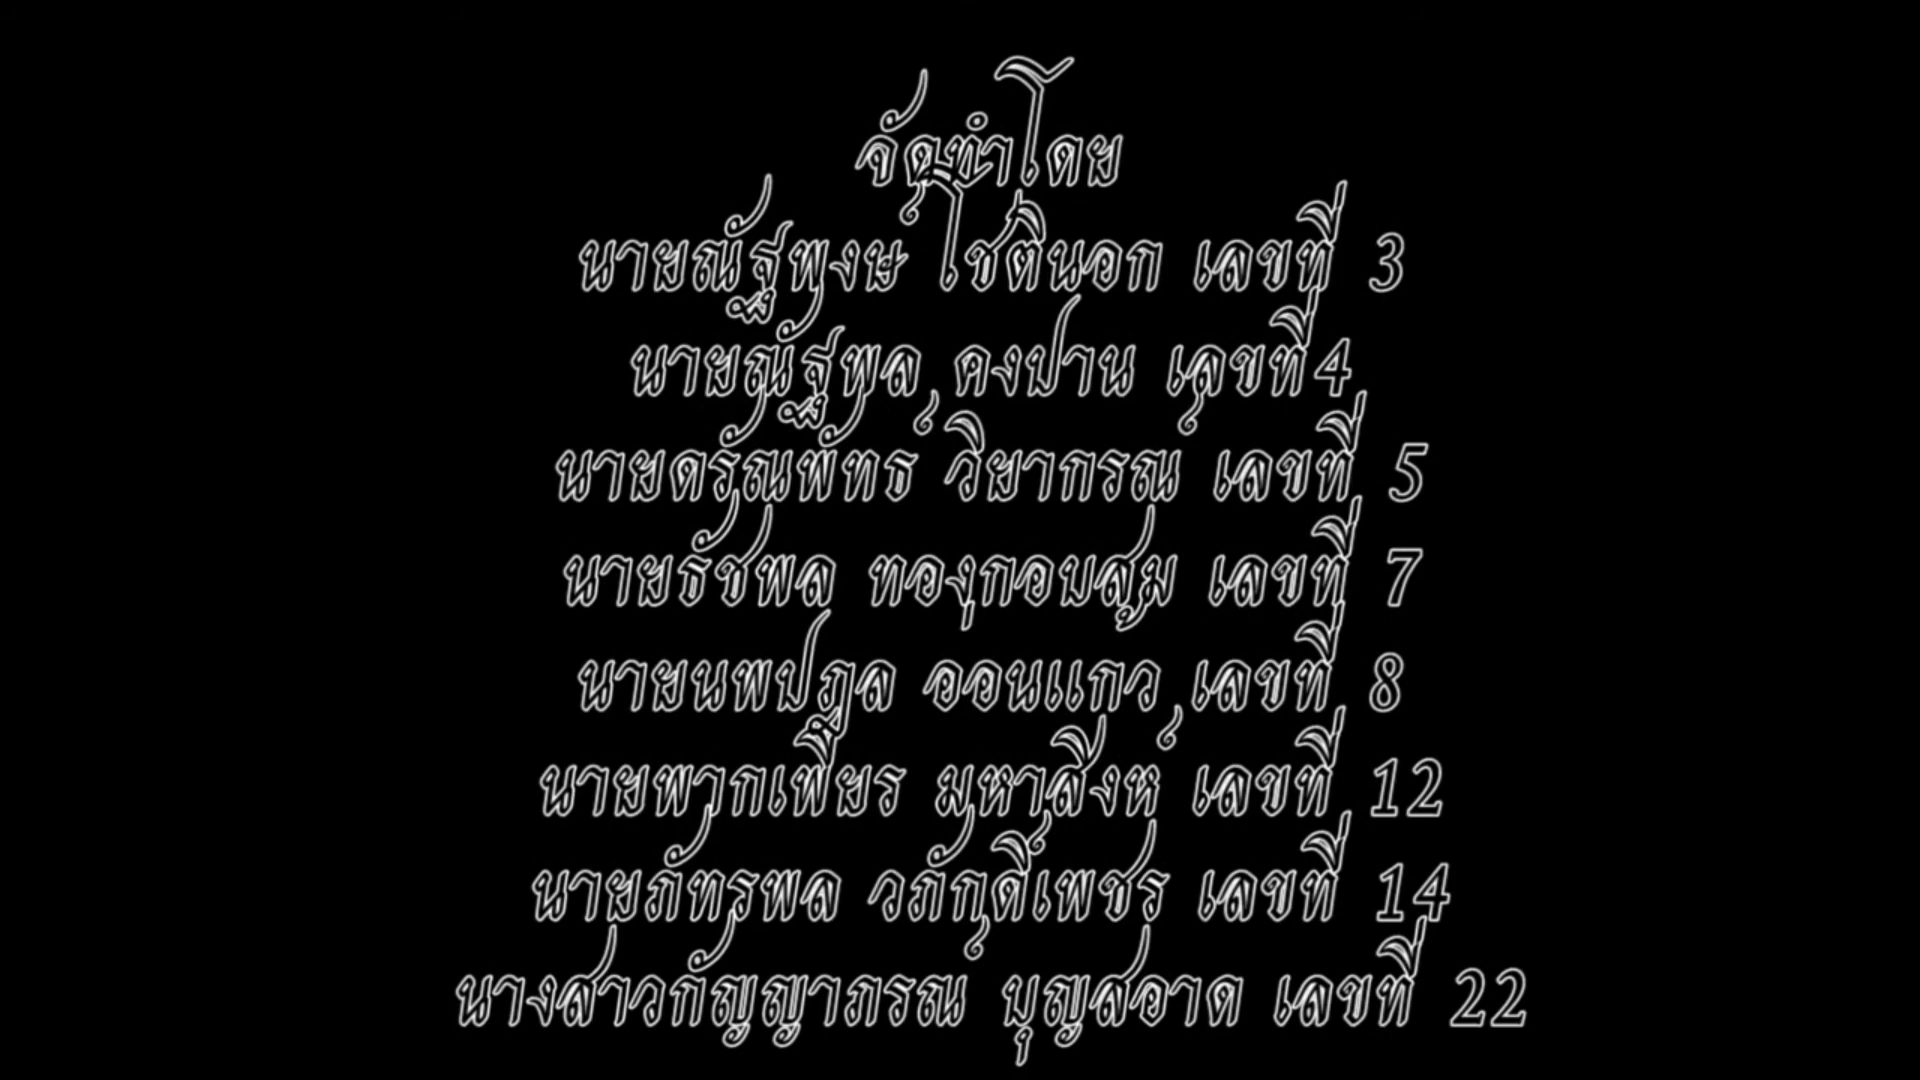 จัดทำโดย
นายณัฐพงษ์ โชตินอก เลขที่ 3
นายณัฐพล คงปาน เลขที่4
นายดรัณพัทธ์ วิยากรณ์ เลขที่ 5
นายธัชพล ทองกอบสม เลขที่ 7
นายนพปฎล ออนแกว เลขที่ 8
นายพากเพียร มหาสิงห์ เลขที่ 12
นายภัทรพล วภักดิ์เพชร เลขที่ 14
นางสาวกัญญาภรณ์ บุญสอาด เลขที่ 22